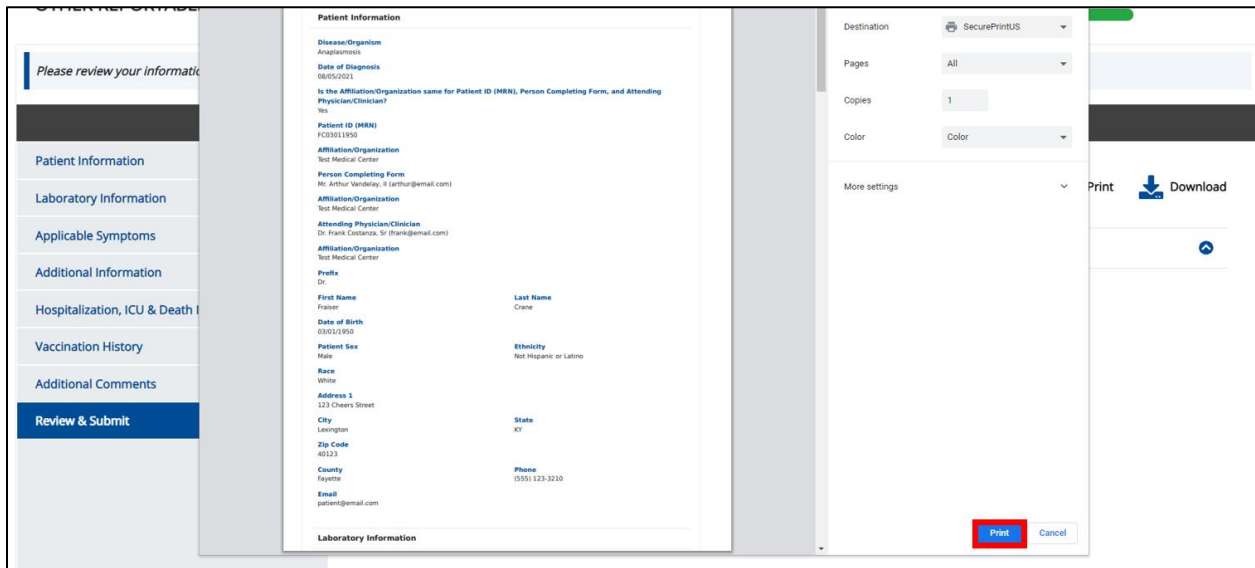 Please review your informatic
Patient Information
Laboratory Information
Applicable Symptoms
Additional Information
Hospitalization, ICU & Death I
Vaccination History
Additional Comments
Review & Submit
Patient Information
Disease/Organism
Anaplasmosis
Date of Diagnosis
08/05/2021
Is the Affiliation/Organization same for Patient ID (MRN), Person Completing Form, and Attending
Physician/Clinician?
Yes
Patient ID (MRN)
FC03011950
Affiliation/Organization
Test Medical Center
Person Completing Form
Mr. Arthur Vandelay, II (arthur@email.com)
Affiliation/Organization
Test Medical Center
Attending Physician/Clinician
Dr. Frank Costanza, Sr (frank@email.com)
Affiliation/Organization
Test Medical Center
Prefix
Dr.
First Name Last Name
Fraiser Crane
Date of Birth
03/01/1950
Patient Sex Ethnicity
Male Not Hispanic or Latino
Race
White
Address 1
123 Cheers Street
City State
Lexington KY
Zip Code
40123
County Phone
Fayette (555) 123-3210
Email
patient@email.com
Laboratory Information
Destination SecurePrintUS
Pages All
Copies 1
Color Color
More settings
Print Cancel
Print Download